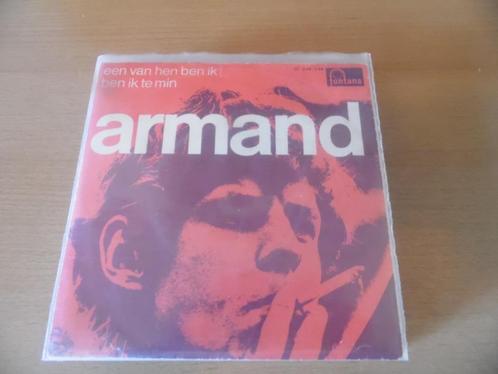 een van hen ben ik
ben ik te min
fontana
armand